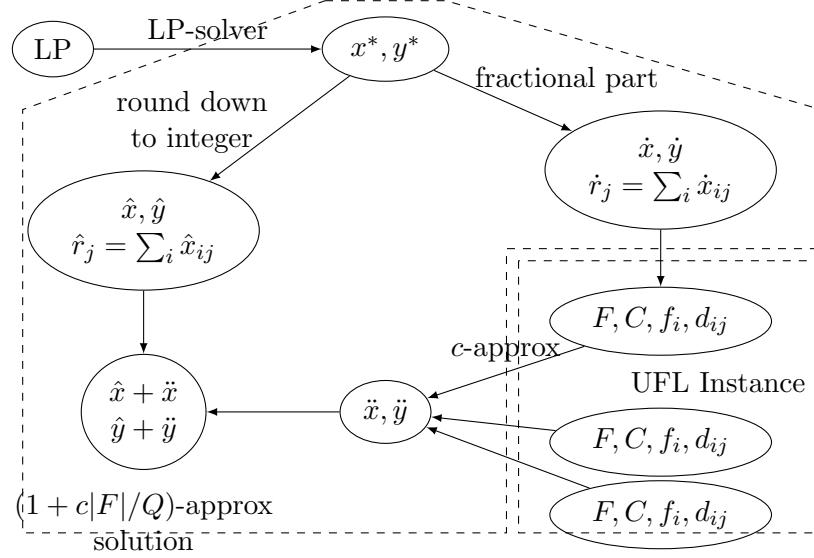 LP
LP-solver
x*, y*
fractional part
round down
to integer
ẋ, ẏ
ṙ_j = ∑_i ẋ_ij
x̂, ŷ
r̂_j = ∑_i x̂_ij
F, C, f_i, d_ij
c-approx
UFL Instance
x̂ + ẍ
ŷ + ÿ
ẍ, ÿ
F, C, f_i, d_ij
(1 + c|F|/Q)-approx
solution
F, C, f_i, d_ij